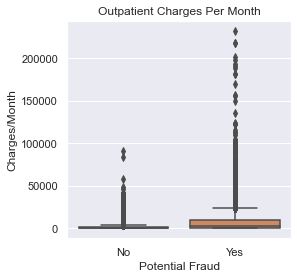 Outpatient Charges Per Month
Charges/Month
200000
150000
100000
50000
0
No
Yes
Potential Fraud